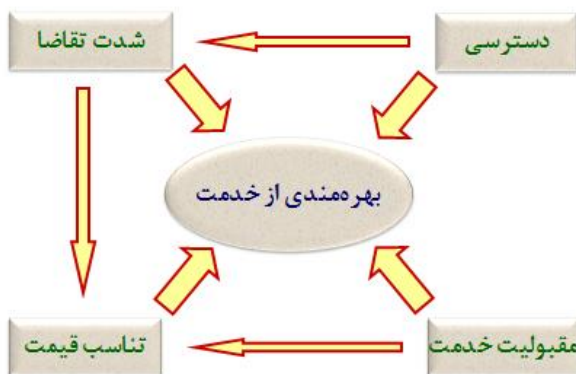 دسترسی
شدت تقاضا
بهره‌مندی از خدمت
مقبولیت خدمت
تناسب قیمت